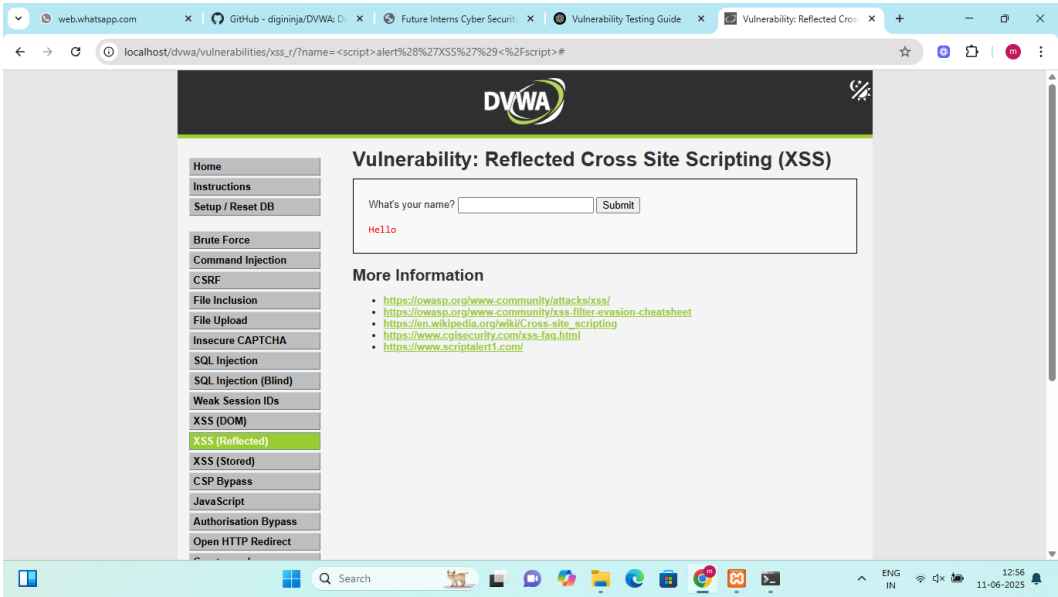 web.whatsapp.com
GitHub - digininja/DVWA: D
Future Interns Cyber Security
Vulnerability Testing Guide
Vulnerability: Reflected Cros
localhost/dvwa/vulnerabilities/xss_r/?name=<script>alert%28%27XSS%27%29<%2Fscript>#
m
DVWA
Home
Instructions
Setup / Reset DB
Brute Force
Command Injection
CSRF
File Inclusion
File Upload
Insecure CAPTCHA
SQL Injection
SQL Injection (Blind)
Weak Session IDs
XSS (DOM)
XSS (Reflected)
XSS (Stored)
CSP Bypass
JavaScript
Authorisation Bypass
Open HTTP Redirect
Vulnerability: Reflected Cross Site Scripting (XSS)
What's your name? Submit
Hello
More Information
https://owasp.org/www-community/attacks/xss/
https://owasp.org/www-community/xss-filter-evasion-cheatsheet
https://en.wikipedia.org/wiki/Cross-site_scripting
https://www.cgisecurity.com/xss-faq.html
https://www.scriptalert1.com/
Search
m
ENG
IN
12:56
11-06-2025